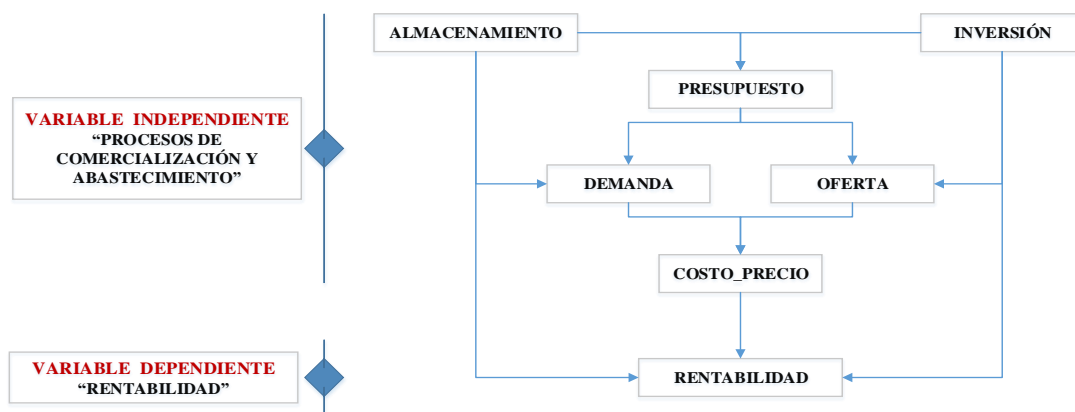 ALMACENAMIENTO
INVERSIÓN
PRESUPUESTO
VARIABLE INDEPENDIENTE
“PROCESOS DE
COMERCIALIZACIÓN Y
ABASTECIMIENTO”
DEMANDA
OFERTA
COSTO_PRECIO
VARIABLE DEPENDIENTE
“RENTABILIDAD”
RENTABILIDAD